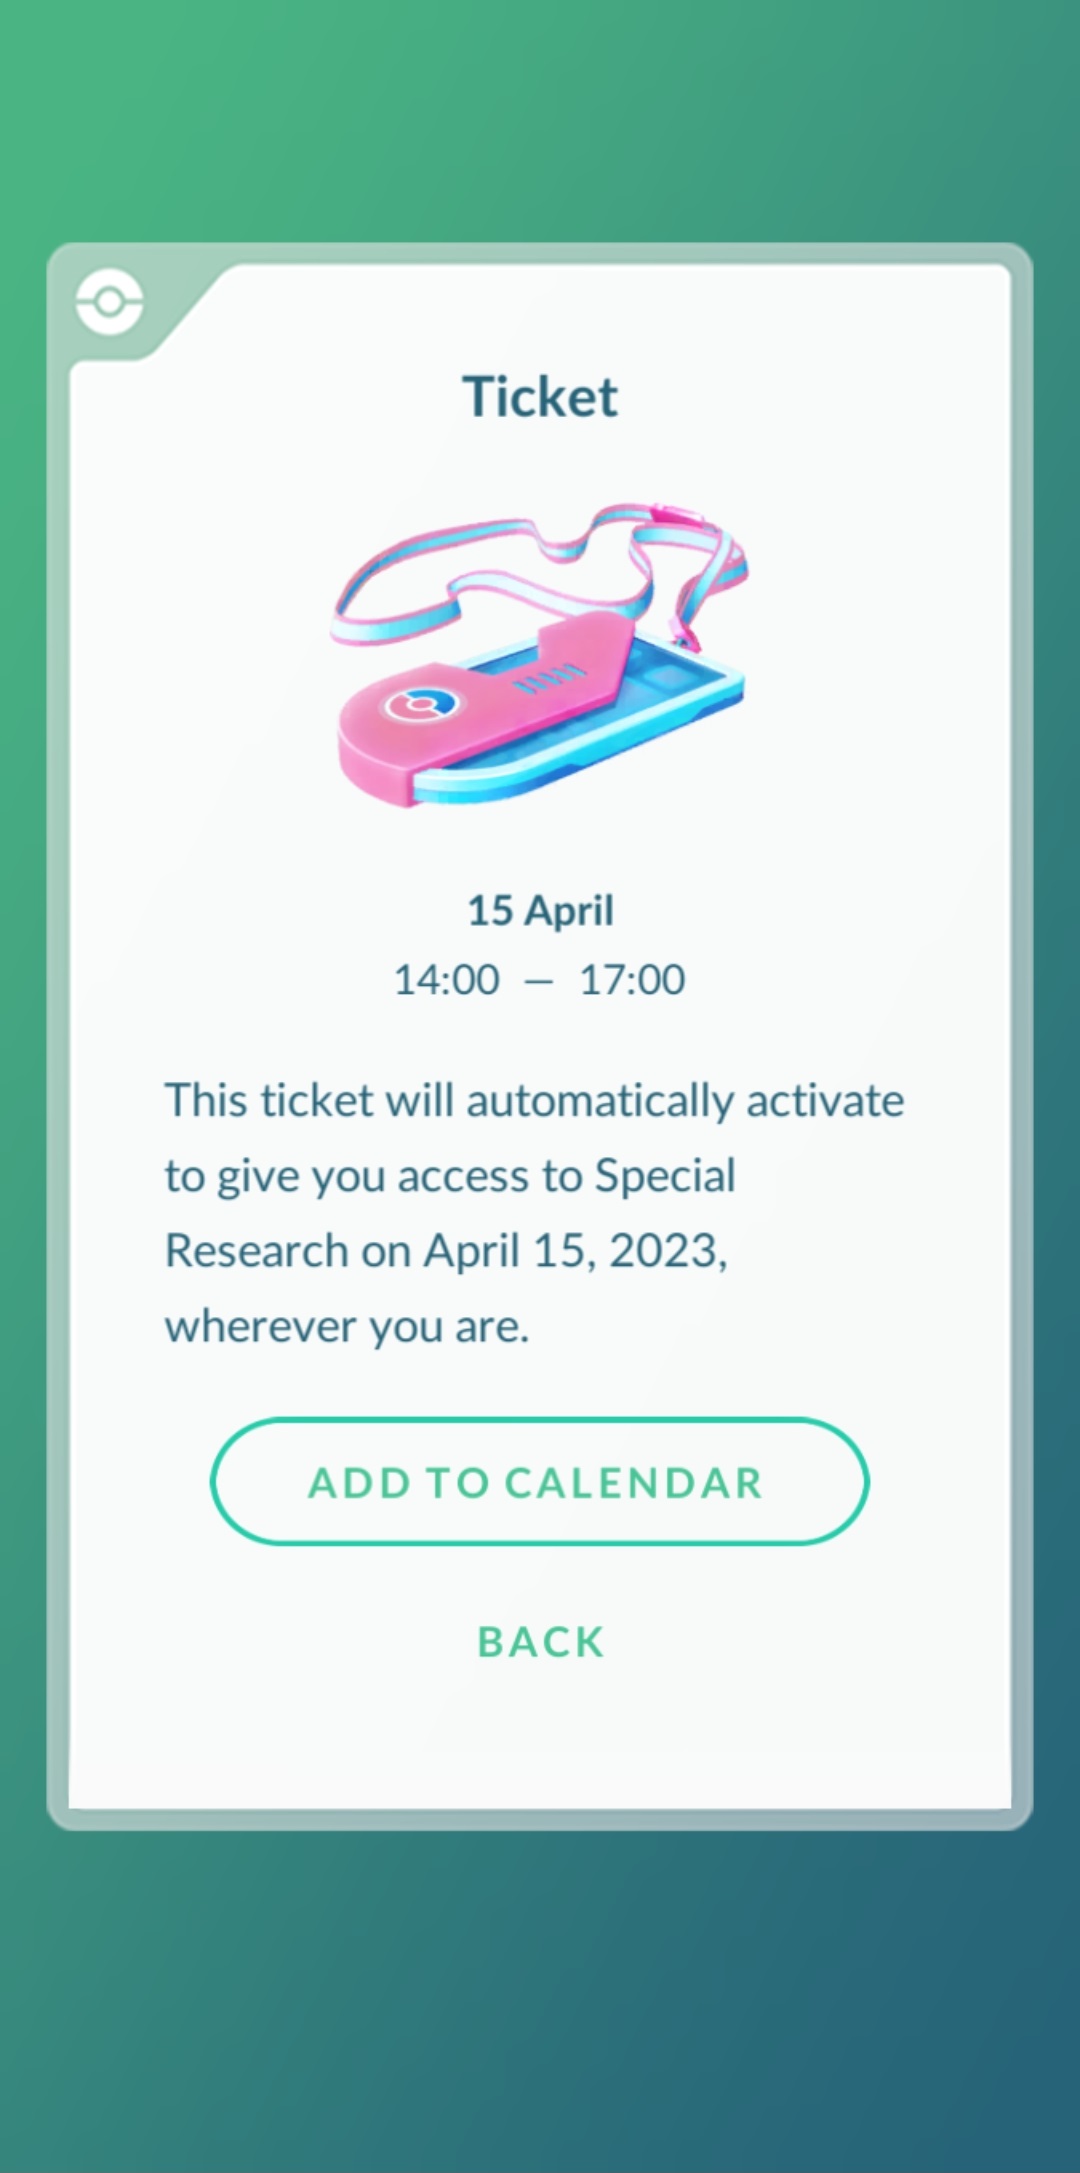 Ticket
15 April
14:00 — 17:00
This ticket will automatically activate
to give you access to Special
Research on April 15, 2023,
wherever you are.
ADD TO CALENDAR
BACK